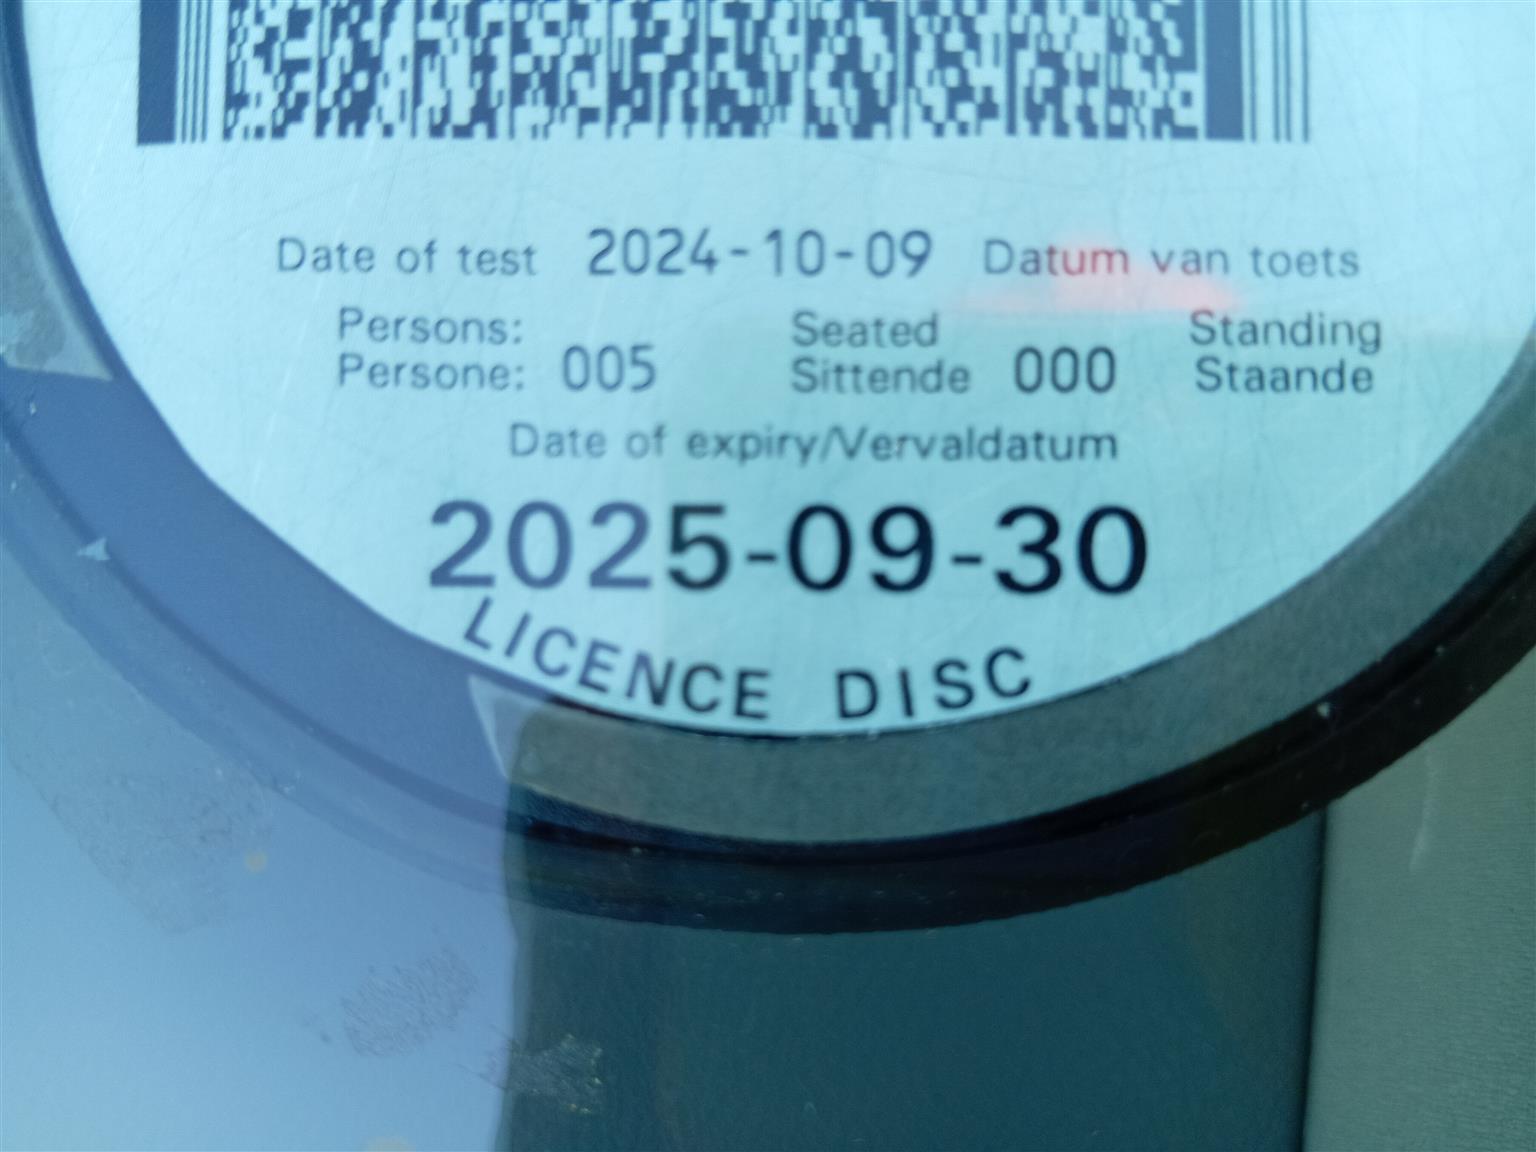 Date of test 2024-10-09 Datum van toets
Persons: Seated Standing
Persone: 005 Sittende 000 Staande
Date of expiry/Vervaldatum
2025-09-30
LICENCE DISC